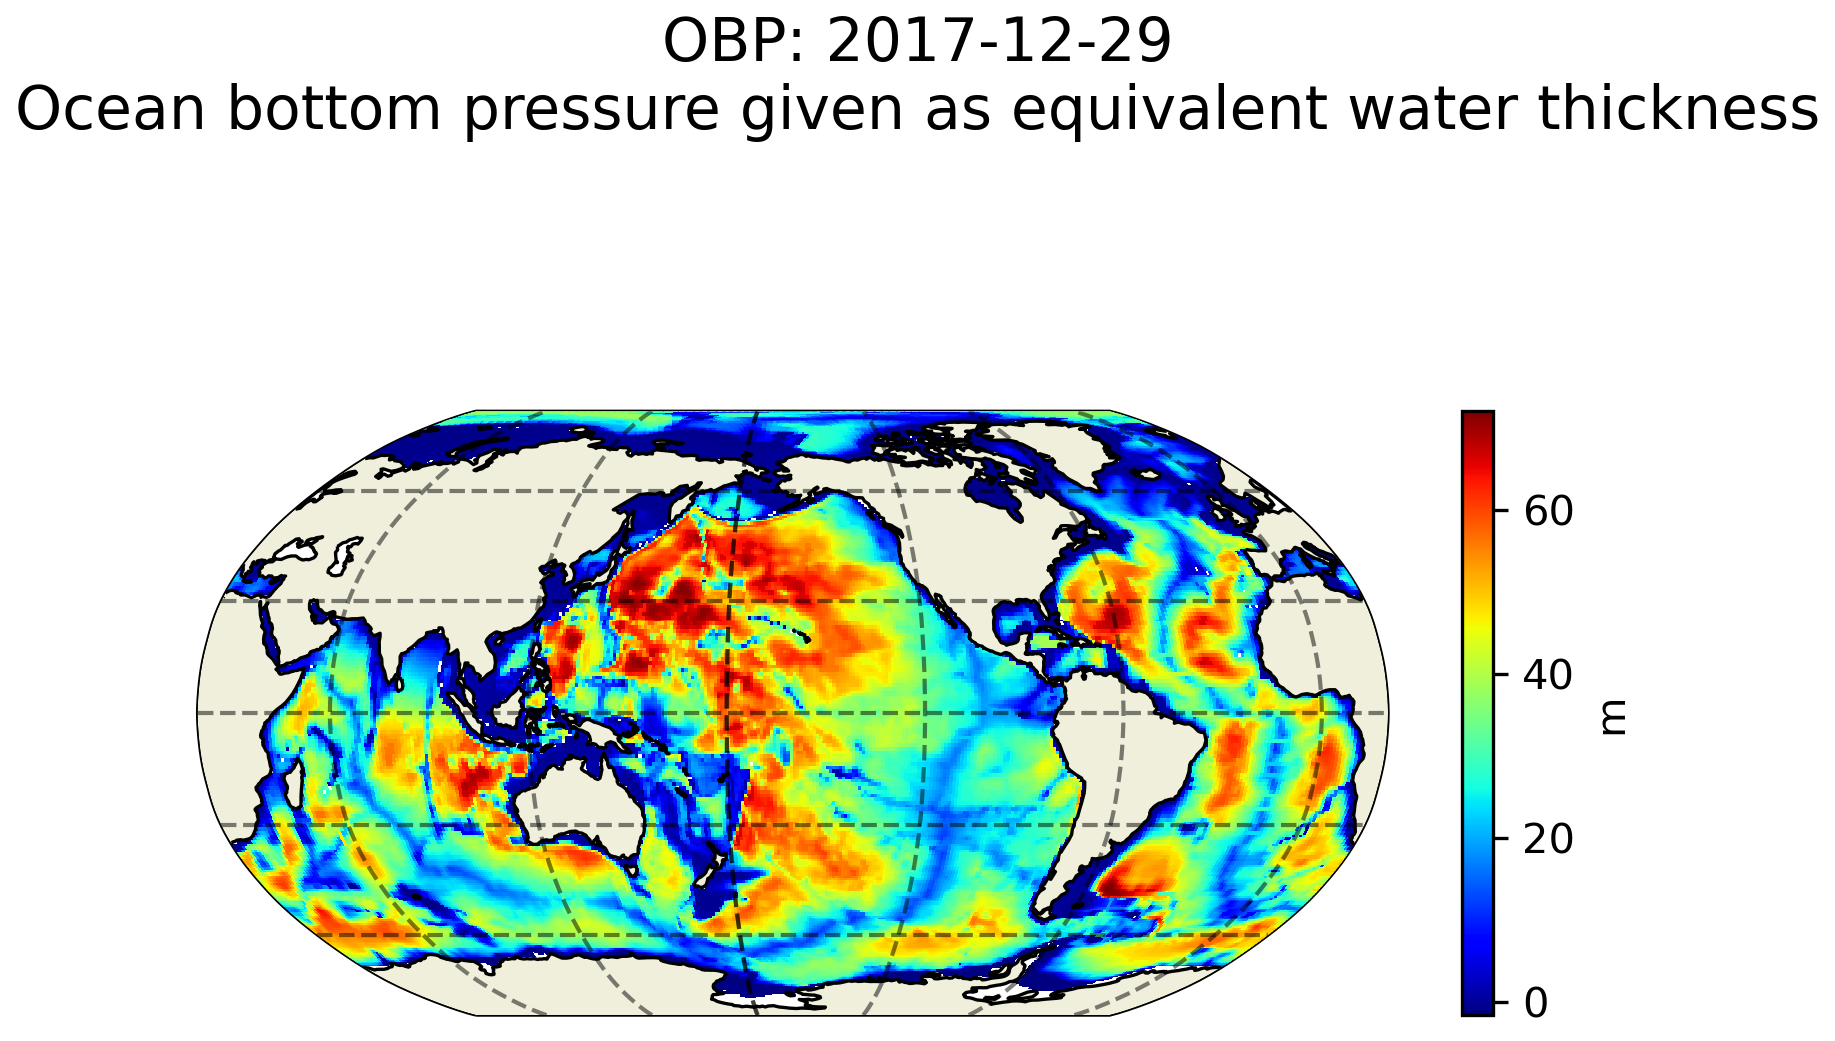 OBP: 2017-12-29
Ocean bottom pressure given as equivalent water thickness
60
40
20
0
m